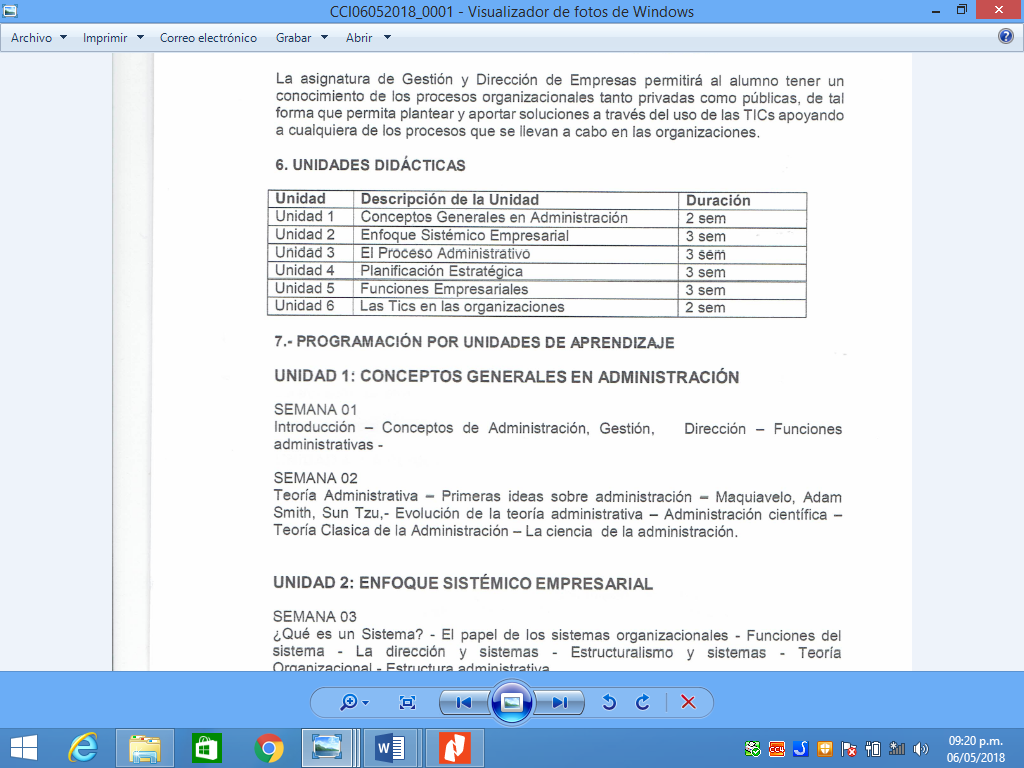 CCI06052018_0001 - Visualizador de fotos de Windows
Archivo Imprimir Correo electrónico Grabar Abrir
La asignatura de Gestión y Dirección de Empresas permitirá al alumno tener un
conocimiento de los procesos organizacionales tanto privadas como públicas, de tal
forma que permita plantear y aportar soluciones a través del uso de las TICs apoyando
a cualquiera de los procesos que se llevan a cabo en las organizaciones.
6. UNIDADES DIDÁCTICAS
Unidad Descripción de la Unidad Duración
Unidad 1 Conceptos Generales en Administración 2 sem
Unidad 2 Enfoque Sistémico Empresarial 3 sem
Unidad 3 El Proceso Administrativo 3 sem
Unidad 4 Planificación Estratégica 3 sem
Unidad 5 Funciones Empresariales 3 sem
Unidad 6 Las Tics en las organizaciones 2 sem
7.- PROGRAMACIÓN POR UNIDADES DE APRENDIZAJE
UNIDAD 1: CONCEPTOS GENERALES EN ADMINISTRACIÓN
SEMANA 01
Introducción – Conceptos de Administración, Gestión, Dirección – Funciones
administrativas -
SEMANA 02
Teoría Administrativa – Primeras ideas sobre administración – Maquiavelo, Adam
Smith, Sun Tzu,- Evolución de la teoría administrativa – Administración científica –
Teoría Clasica de la Administración – La ciencia de la administración.
UNIDAD 2: ENFOQUE SISTÉMICO EMPRESARIAL
SEMANA 03
¿Qué es un Sistema? - El papel de los sistemas organizacionales - Funciones del
sistema - La dirección y sistemas - Estructuralismo y sistemas - Teoría
Organizacional - Estructura administrativa
09:20 p.m.
06/05/2018